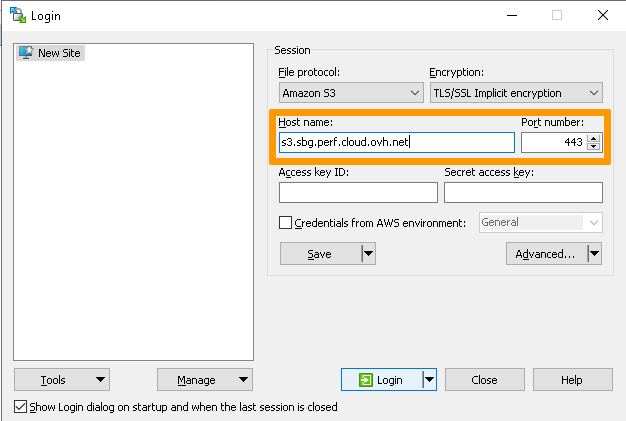 Login
New Site
Session
File protocol:
Encryption:
Amazon S3
TLS/SSL Implicit encryption
Host name:
Port number:
s3.sbg.perf.cloud.ovh.net
443
Access key ID:
Secret access key:
Credentials from AWS environment:
General
Save
Advanced...
Tools
Manage
Login
Close
Help
Show Login dialog on startup and when the last session is closed